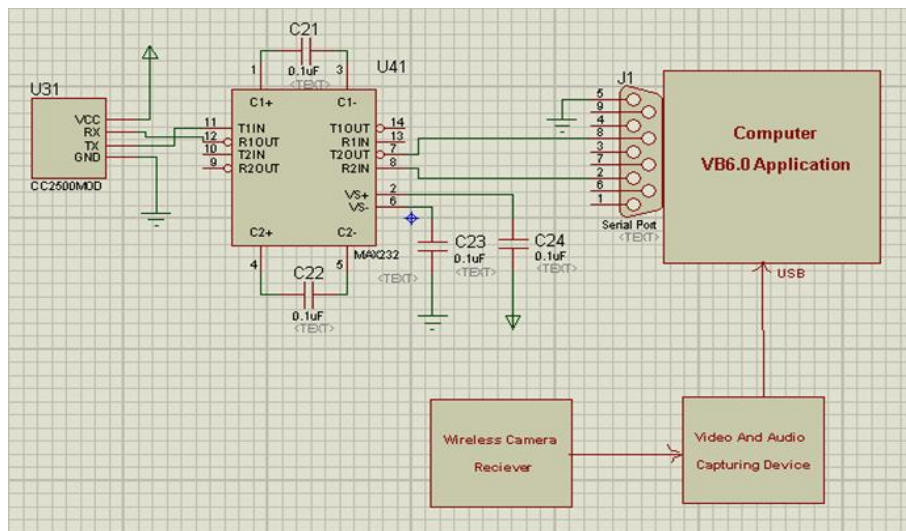 C21
0.1uF
<TEXT>
1
3
U41
U31
VCC
RX
TX
GND
CC2500MOD
11
12
10
9
C1+
C1-
T1IN
R1OUT
T2IN
R2OUT
T1OUT
R1IN
T2OUT
R2IN
VS+
VS-
C2+
C2-
14
13
7
8
2
6
MAX232
4
5
C22
0.1uF
<TEXT>
C23
0.1uF
<TEXT>
C24
0.1uF
<TEXT>
J1
5
9
4
8
3
7
2
6
1
Serial Port
<TEXT>
Computer
VB6.0 Application
USB
Wireless Camera
Reciever
Video And Audio
Capturing Device